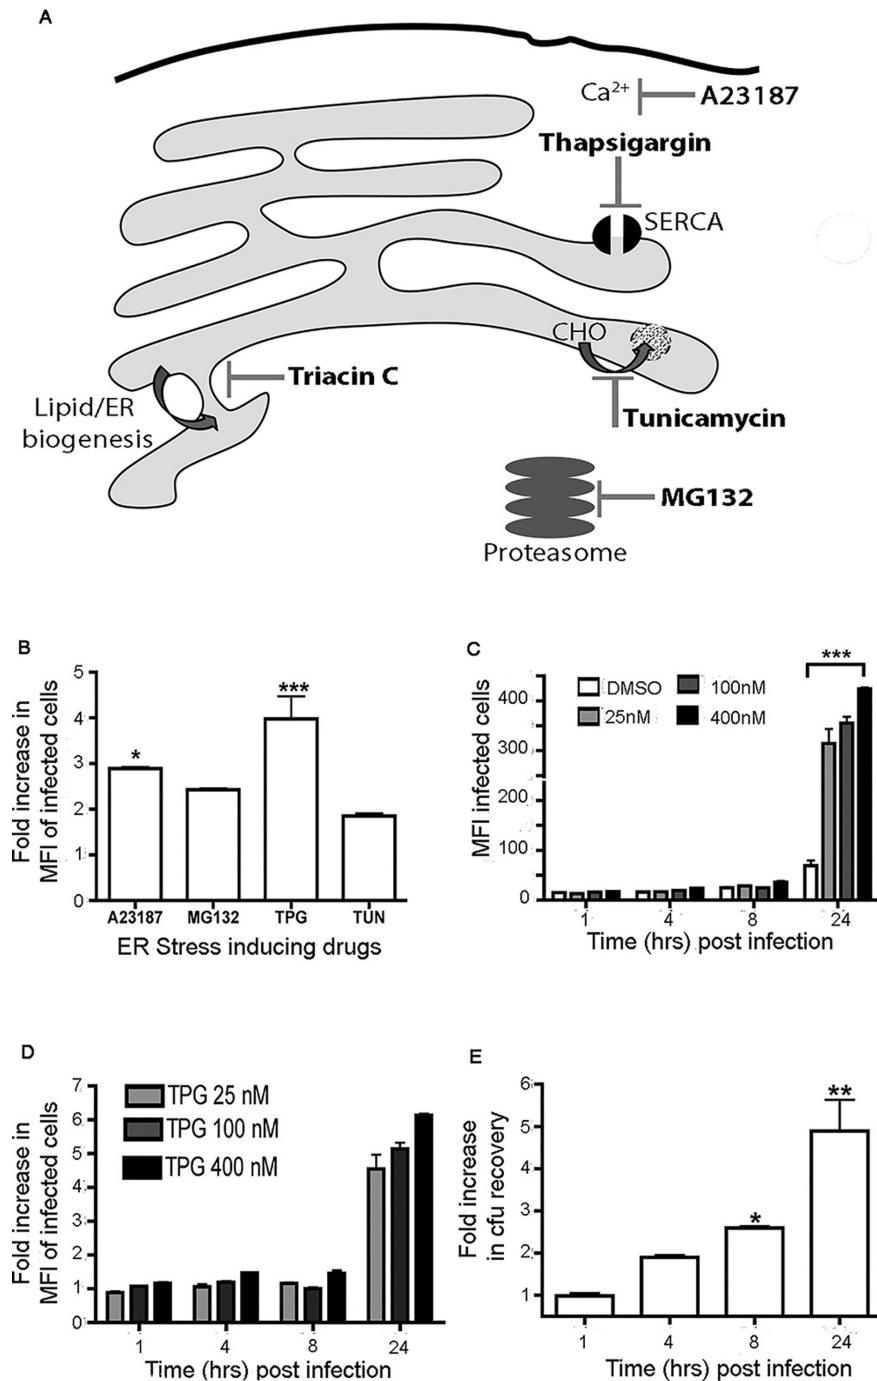 A
Ca2+
A23187
Thapsigargin
SERCA
CHO
Triacin C
Lipid/ER
biogenesis
Tunicamycin
MG132
Proteasome
B
Fold increase in
MFI of infected cells
5
4
3
2
1
0
*
***
A23187 MG132 TPG TUN
ER Stress inducing drugs
C
MFI infected cells
400
300
200
100
0
DMSO
25nM
100nM
400nM
***
1 4 8 24
Time (hrs) post infection
D
Fold increase in
MFI of infected cells
7
6
5
4
3
2
1
0
TPG 25 nM
TPG 100 nM
TPG 400 nM
1 4 8 24
Time (hrs) post infection
E
Fold increase
in cfu recovery
6
5
4
3
2
1
*
**
1 4 8 24
Time (hrs) post infection